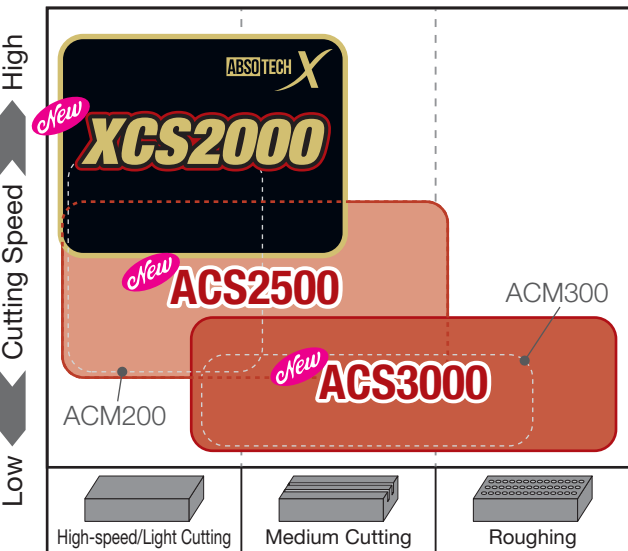 High
Cutting Speed
Low
ABSOTECH X
New
XCS2000
New
ACS2500
ACM300
New
ACS3000
ACM200
High-speed/Light Cutting
Medium Cutting
Roughing